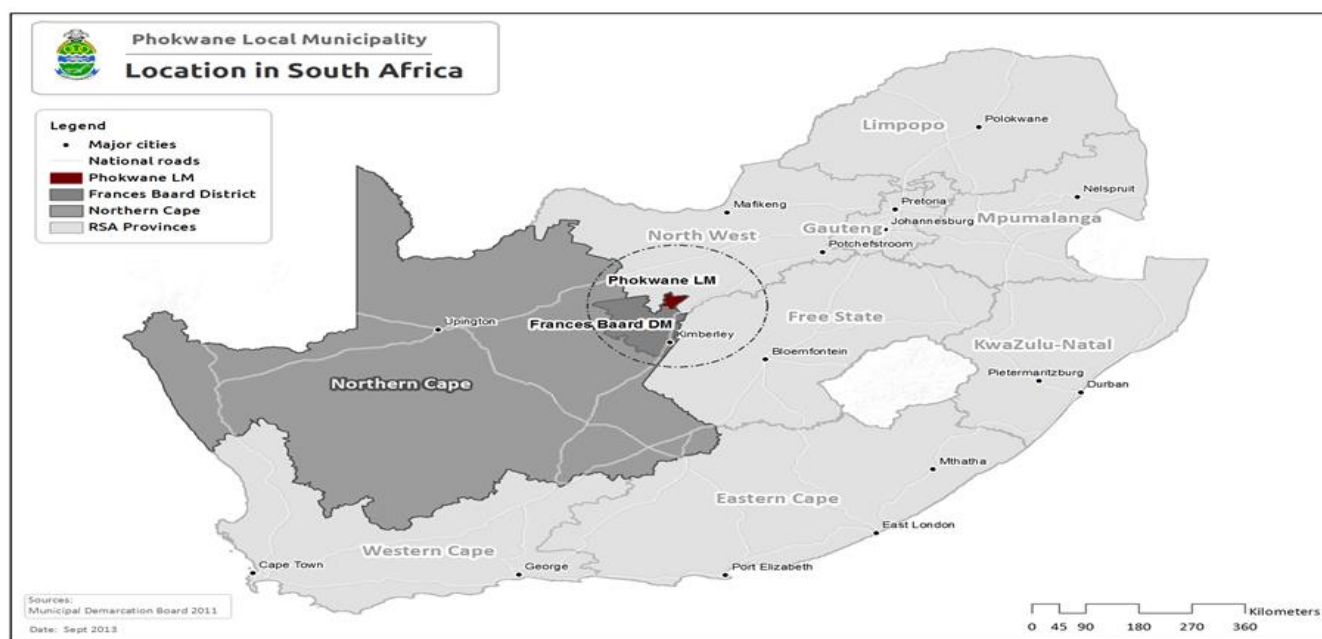 Phokwane Local Municipality
Location in South Africa
Legend
Major cities
National roads
Phokwane LM
Frances Baard District
Northern Cape
RSA Provinces
Limpopo
Polokwane
Nelspruit
Mafikeng
Pretoria
Johannesburg
Mpumalanga
North West
Gauteng
Potchefstroom
Phokwane LM
Upington
Frances Baard DM
Kimberley
Free State
Bloemfontein
KwaZulu-Natal
Pietermaritzburg
Durban
Northern Cape
Mthatha
Eastern Cape
East London
Western Cape
Cape Town
George
Port Elizabeth
Sources:
Municipal Demarcation Board 2011
Date: Sept 2013
Kilometers
0 45 90 180 270 360